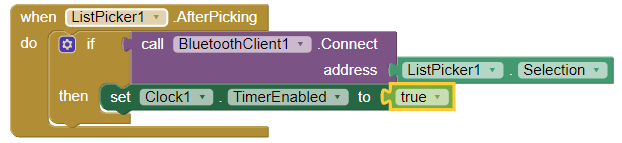 when ListPicker1 .AfterPicking
do if call BluetoothClient1 .Connect
address ListPicker1 . Selection
then set Clock1 . TimerEnabled to true